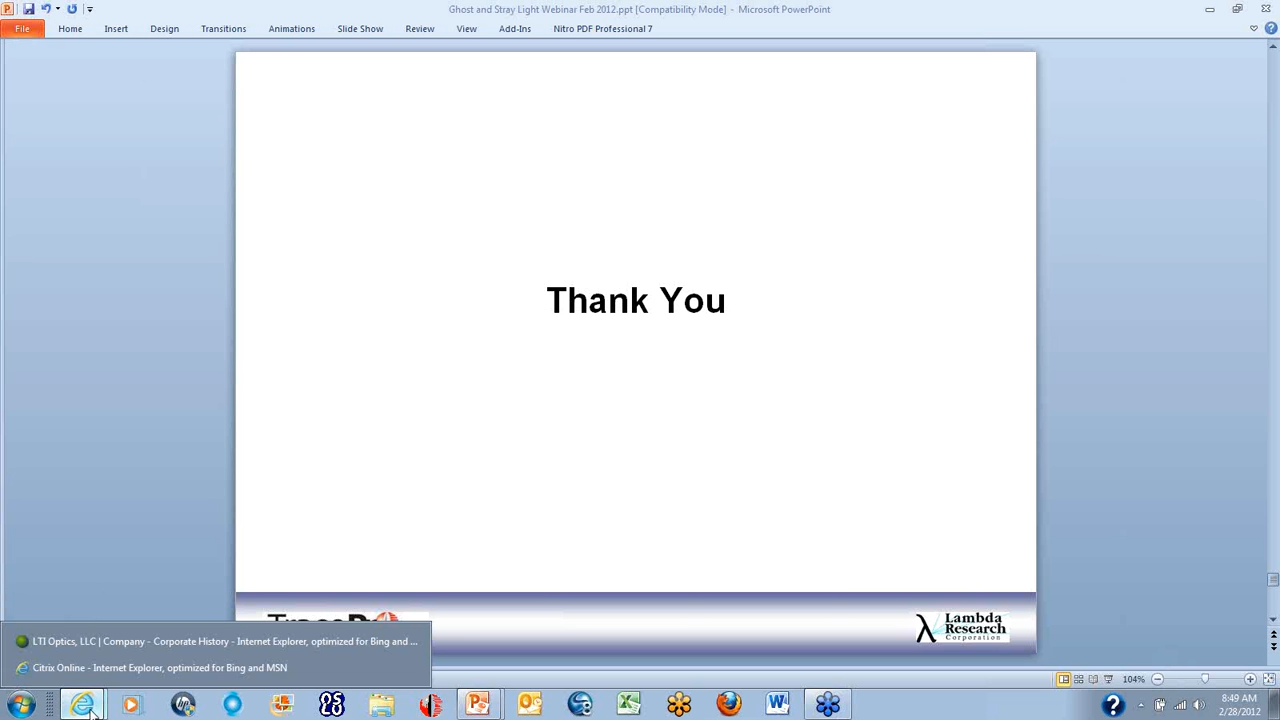 Ghost and Stray Light Webinar Feb 2012.ppt [Compatibility Mode] - Microsoft PowerPoint
File Home Insert Design Transitions Animations Slide Show Review View Add-Ins Nitro PDF Professional 7
Thank You
Lambda
Research
Corporation
LTI Optics, LLC | Company - Corporate History - Internet Explorer, optimized for Bing and ...
Citrix Online - Internet Explorer, optimized for Bing and MSN
104%
8:49 AM
2/28/2012